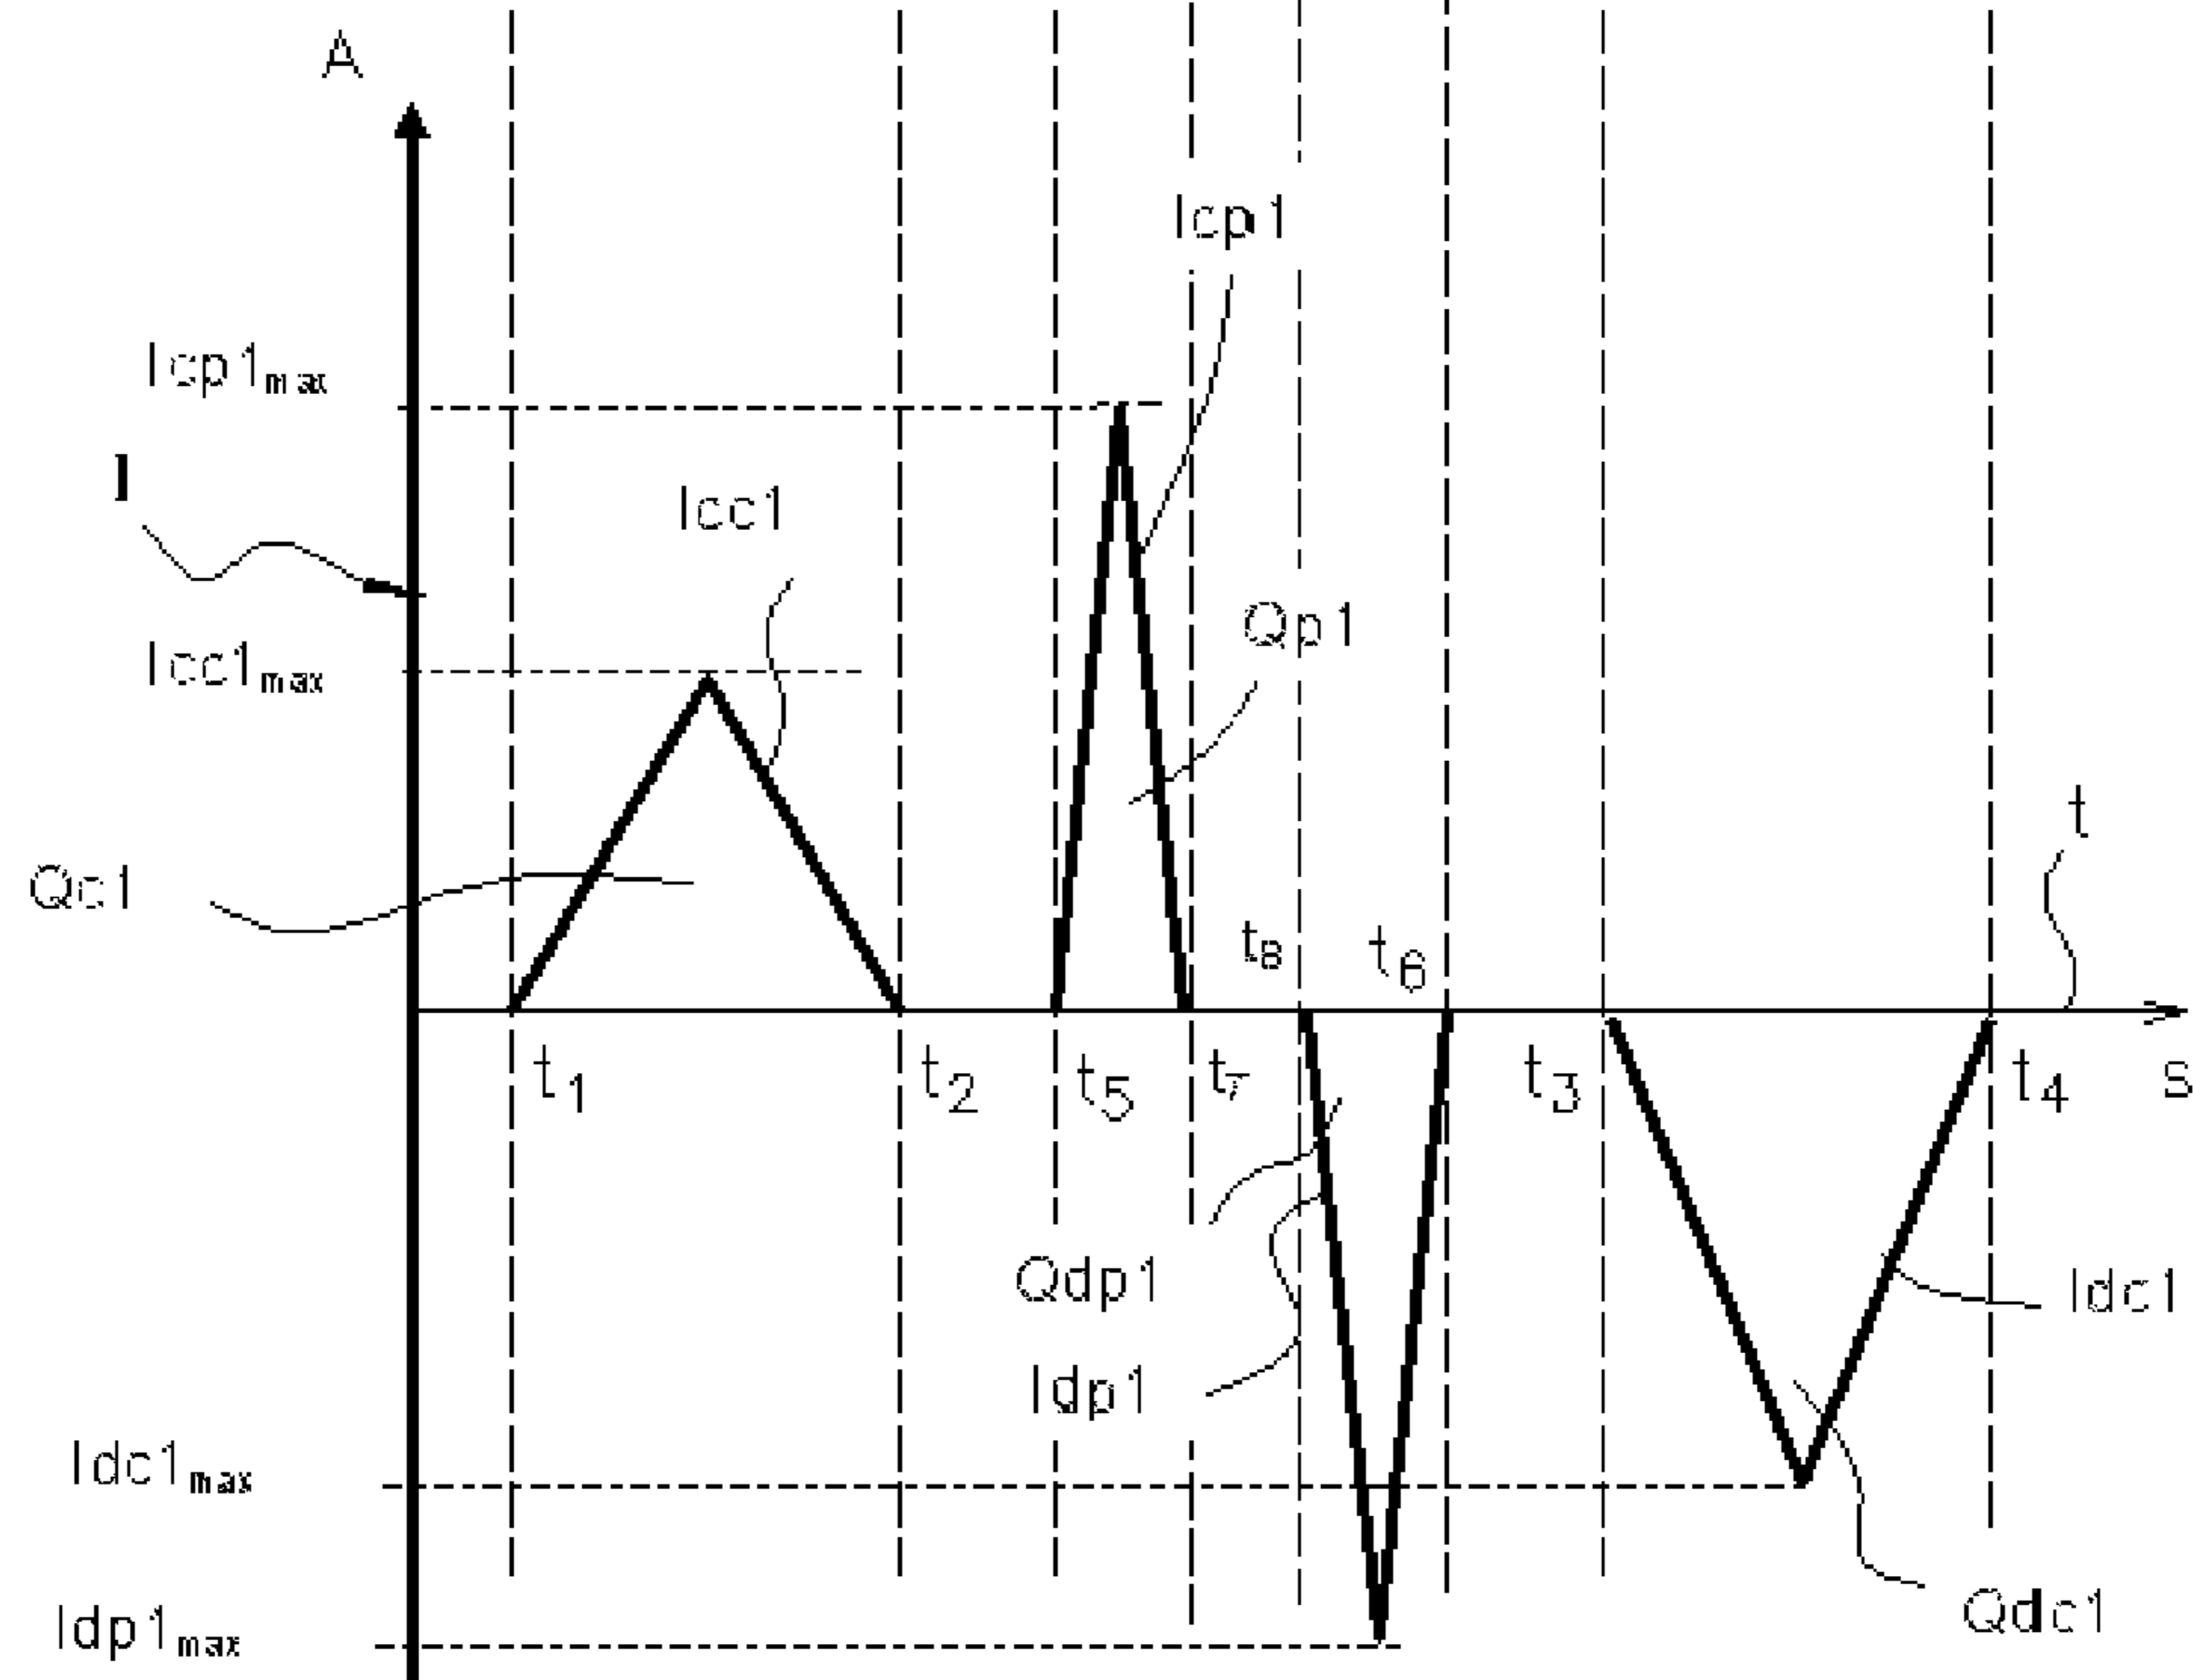 A
Icp1
Icp1max
I
Icc1
Qp1
Icc1max
t
Qc1
t8
t6
t1
t2
t5
t7
t3
t4
s
Qdp1
Idc1
Idp1
Idc1max
Qdc1
Idp1max